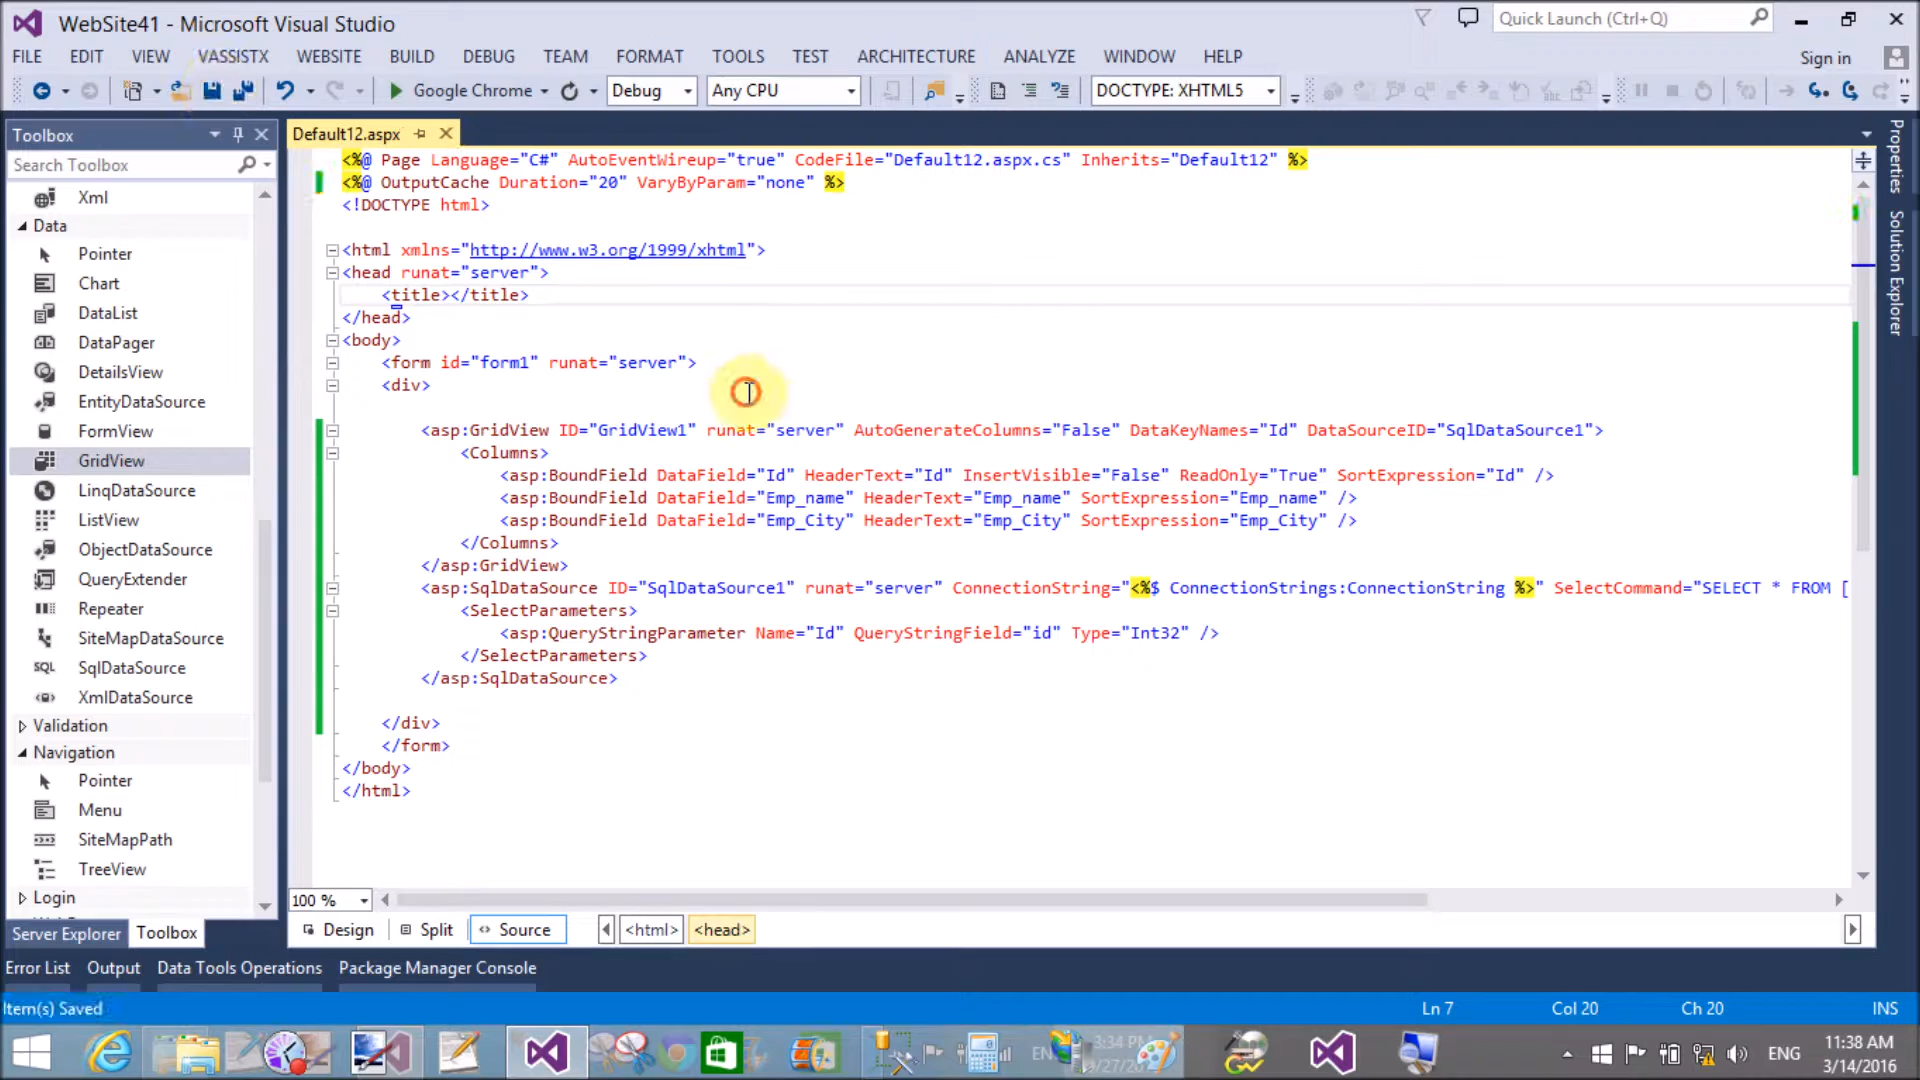 WebSite41 - Microsoft Visual Studio
Quick Launch (Ctrl+Q)
FILE EDIT VIEW VASSISTX WEBSITE BUILD DEBUG TEAM FORMAT TOOLS TEST ARCHITECTURE ANALYZE WINDOW HELP
Sign in
Google Chrome Debug Any CPU DOCTYPE: XHTML5
Toolbox
Search Toolbox
Xml
Data
Pointer
Chart
DataList
DataPager
DetailsView
EntityDataSource
FormView
GridView
LinqDataSource
ListView
ObjectDataSource
QueryExtender
Repeater
SiteMapDataSource
SQL SqlDataSource
XmlDataSource
Validation
Navigation
Pointer
Menu
SiteMapPath
TreeView
Login
Server Explorer Toolbox
Default12.aspx
<%@ Page Language="C#" AutoEventWireup="true" CodeFile="Default12.aspx.cs" Inherits="Default12" %>
<%@ OutputCache Duration="20" VaryByParam="none" %>
<!DOCTYPE html>
<html xmlns="http://www.w3.org/1999/xhtml">
<head runat="server">
<title></title>
</head>
<body>
<form id="form1" runat="server">
<div>
<asp:GridView ID="GridView1" runat="server" AutoGenerateColumns="False" DataKeyNames="Id" DataSourceID="SqlDataSource1">
<Columns>
<asp:BoundField DataField="Id" HeaderText="Id" InsertVisible="False" ReadOnly="True" SortExpression="Id" />
<asp:BoundField DataField="Emp_name" HeaderText="Emp_name" SortExpression="Emp_name" />
<asp:BoundField DataField="Emp_City" HeaderText="Emp_City" SortExpression="Emp_City" />
</Columns>
</asp:GridView>
<asp:SqlDataSource ID="SqlDataSource1" runat="server" ConnectionString="<%$ ConnectionStrings:ConnectionString %>" SelectCommand="SELECT * FROM [
<SelectParameters>
<asp:QueryStringParameter Name="Id" QueryStringField="id" Type="Int32" />
</SelectParameters>
</asp:SqlDataSource>
</div>
</form>
</body>
</html>
100 %
Design Split Source <html> <head>
Properties
Solution Explorer
Error List Output Data Tools Operations Package Manager Console
Item(s) Saved Ln 7 Col 20 Ch 20 INS
EN 3:34 PM
ENG 11:38 AM
3/14/2016